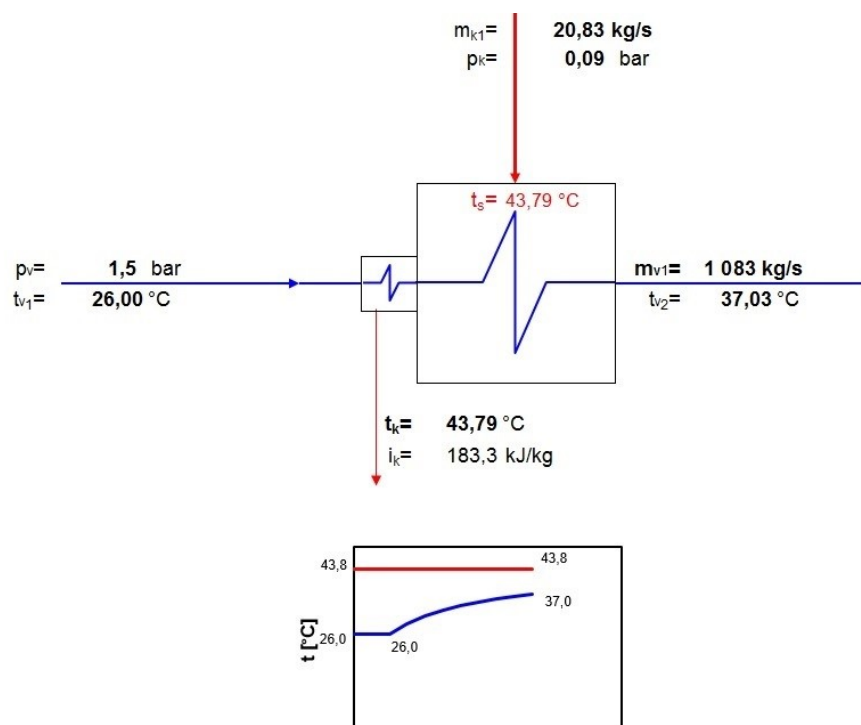 mk1= 20,83 kg/s
pk= 0,09 bar
ts= 43,79 °C
pv= 1,5 bar
tv1= 26,00 °C
mv1= 1 083 kg/s
tv2= 37,03 °C
tk= 43,79 °C
ik= 183,3 kJ/kg
43,8
43,8
37,0
26,0
26,0
t [°C]